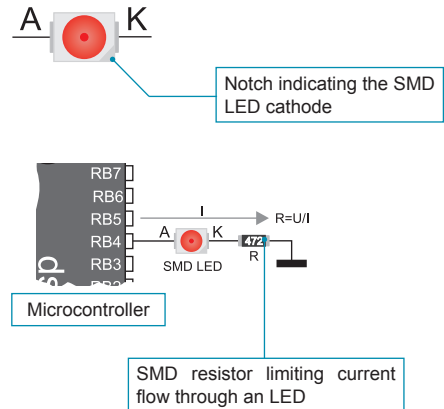 A K
Notch indicating the SMD
LED cathode
RB7
RB6
RB5
I
R=U/I
RB4
A
K
472
RB3
SMD LED
R
Microcontroller
SMD resistor limiting current
flow through an LED